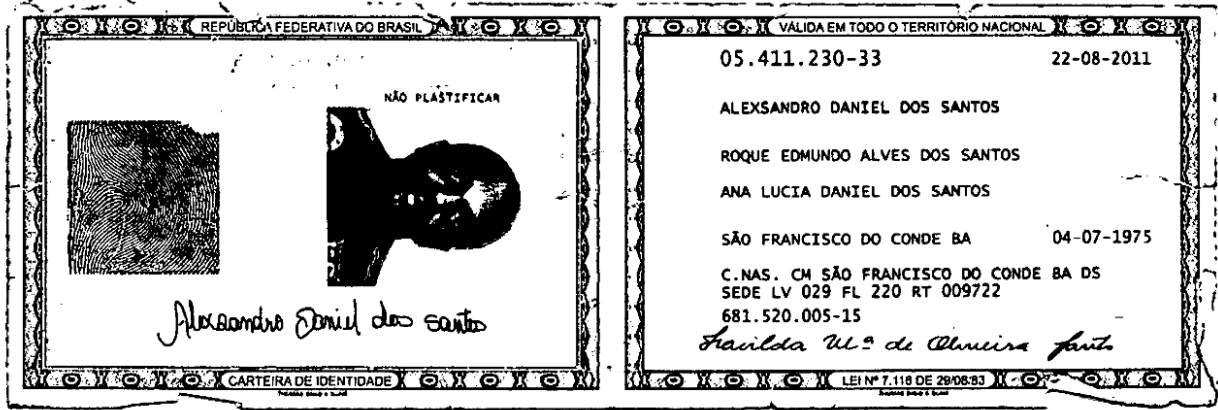 REPÚBLICA FEDERATIVA DO BRASIL
NÃO PLASTIFICAR
Alexsandro Daniel dos Santos
CARTEIRA DE IDENTIDADE
VÁLIDA EM TODO O TERRITÓRIO NACIONAL
05.411.230-33 22-08-2011
ALEXSANDRO DANIEL DOS SANTOS
ROQUE EDMUNDO ALVES DOS SANTOS
ANA LUCIA DANIEL DOS SANTOS
SÃO FRANCISCO DO CONDE BA 04-07-1975
C.NAS. CM SÃO FRANCISCO DO CONDE BA DS
SEDE LV 029 FL 220 RT 009722
681.520.005-15
Mª de Oliveira
LEI Nº 7.116 DE 29/08/83